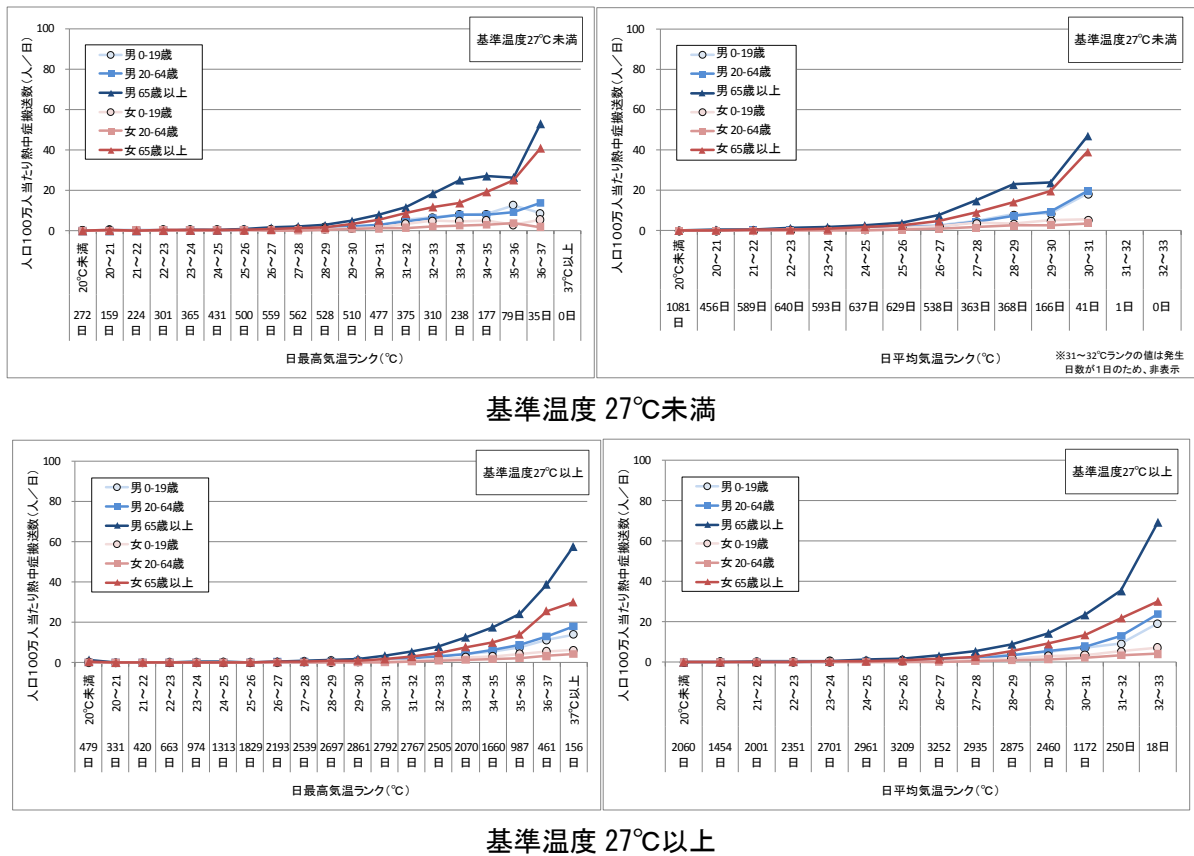 基準温度27℃未満
人口100万人当たり熱中症搬送数(人/日)
100
80
60
40
20
0
男0-19歳
男20-64歳
男65歳以上
女0-19歳
女20-64歳
女65歳以上
20℃未満 20~21 21~22 22~23 23~24 24~25 25~26 26~27 27~28 28~29 29~30 30~31 31~32 32~33 33~34 34~35 35~36 36~37 37℃以上
272日 159日 224日 301日 365日 431日 500日 559日 562日 528日 510日 477日 375日 310日 238日 177日 79日 35日 0日
日最高気温ランク(℃)
基準温度27℃未満
人口100万人当たり熱中症搬送数(人/日)
100
80
60
40
20
0
男0-19歳
男20-64歳
男65歳以上
女0-19歳
女20-64歳
女65歳以上
20℃未満 20~21 21~22 22~23 23~24 24~25 25~26 26~27 27~28 28~29 29~30 30~31 31~32 32~33
1081日 456日 589日 640日 593日 637日 629日 538日 363日 368日 166日 41日 1日 0日
日平均気温ランク(℃)
※31~32℃ランクの値は発生
日数が1日のため、非表示
基準温度 27℃未満
基準温度27℃以上
人口100万人当たり熱中症搬送数(人/日)
100
80
60
40
20
0
男0-19歳
男20-64歳
男65歳以上
女0-19歳
女20-64歳
女65歳以上
20℃未満 20~21 21~22 22~23 23~24 24~25 25~26 26~27 27~28 28~29 29~30 30~31 31~32 32~33 33~34 34~35 35~36 36~37 37℃以上
479日 331日 420日 663日 974日 1313日 1829日 2193日 2539日 2697日 2861日 2792日 2767日 2505日 2070日 1660日 987日 461日 156日
日最高気温ランク(℃)
基準温度27℃以上
人口100万人当たり熱中症搬送数(人/日)
100
80
60
40
20
0
男0-19歳
男20-64歳
男65歳以上
女0-19歳
女20-64歳
女65歳以上
20℃未満 20~21 21~22 22~23 23~24 24~25 25~26 26~27 27~28 28~29 29~30 30~31 31~32 32~33
2060日 1454日 2001日 2351日 2701日 2961日 3209日 3252日 2935日 2875日 2460日 1172日 250日 18日
日平均気温ランク(℃)
基準温度 27℃以上